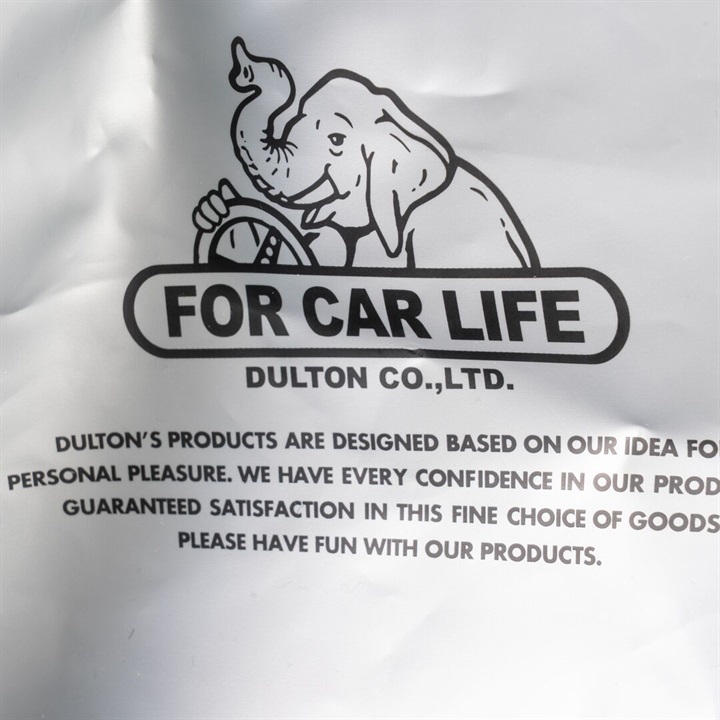 FOR CAR LIFE
DULTON CO.,LTD.
DULTON'S PRODUCTS ARE DESIGNED BASED ON OUR IDEA
PERSONAL PLEASURE. WE HAVE EVERY CONFIDENCE IN OUR
GUARANTEED SATISFACTION IN THIS FINE CHOICE OF GOODS
PLEASE HAVE FUN WITH OUR PRODUCTS.